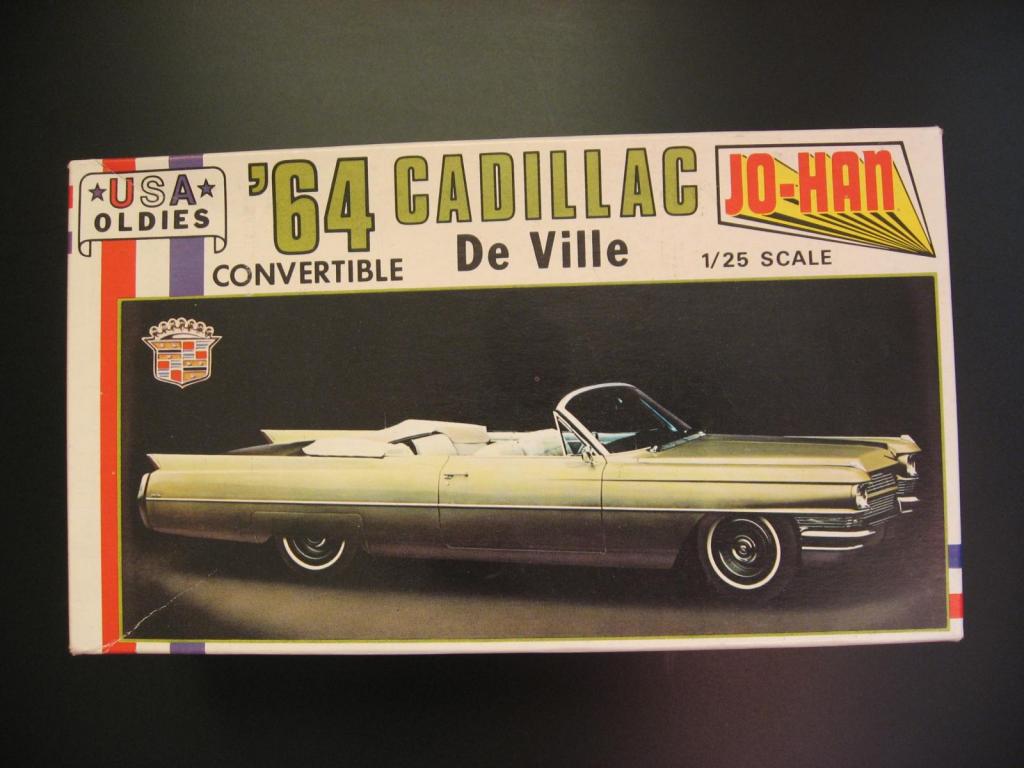 ★USA★
OLDIES
'64 CADILLAC
CONVERTIBLE
De Ville
JO-HAN
1/25 SCALE